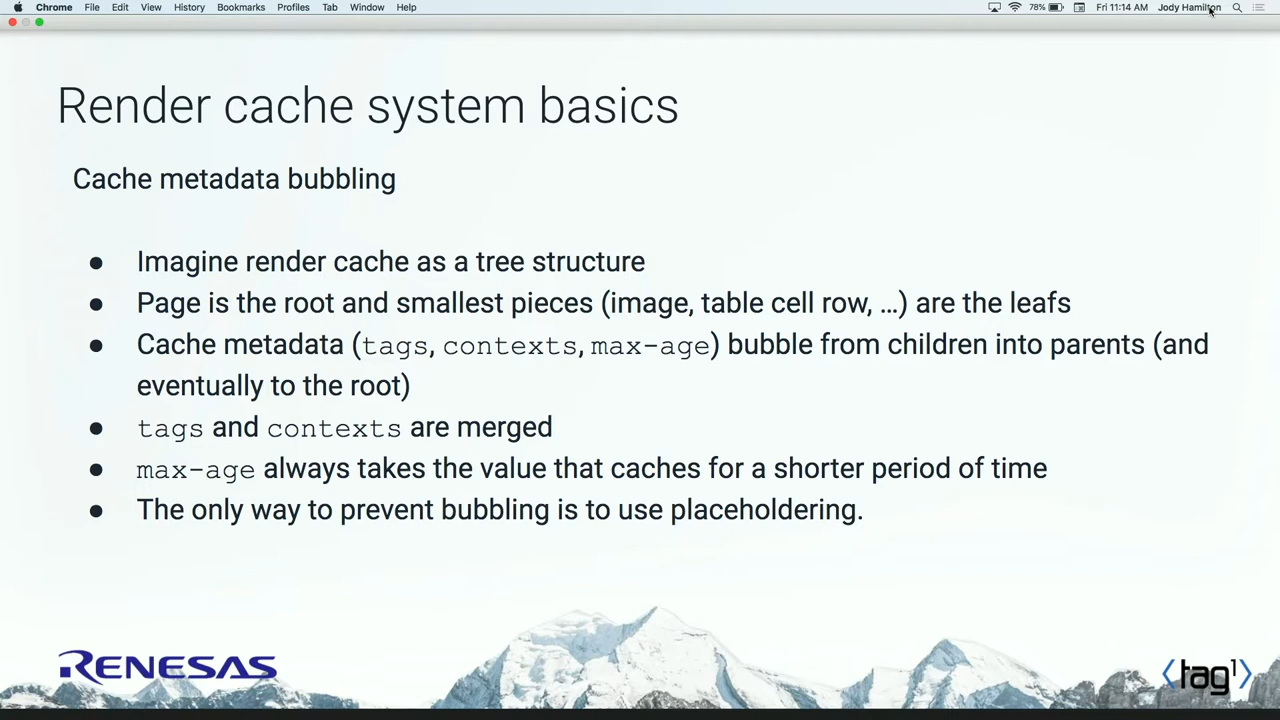 Chrome File Edit View History Bookmarks Profiles Tab Window Help 78% Fri 11:14 AM Jody Hamilton
Render cache system basics
Cache metadata bubbling
● Imagine render cache as a tree structure
● Page is the root and smallest pieces (image, table cell row, ...) are the leafs
● Cache metadata (tags, contexts, max-age) bubble from children into parents (and
eventually to the root)
● tags and contexts are merged
● max-age always takes the value that caches for a shorter period of time
● The only way to prevent bubbling is to use placeholdering.
RENESAS
⟨tag1⟩